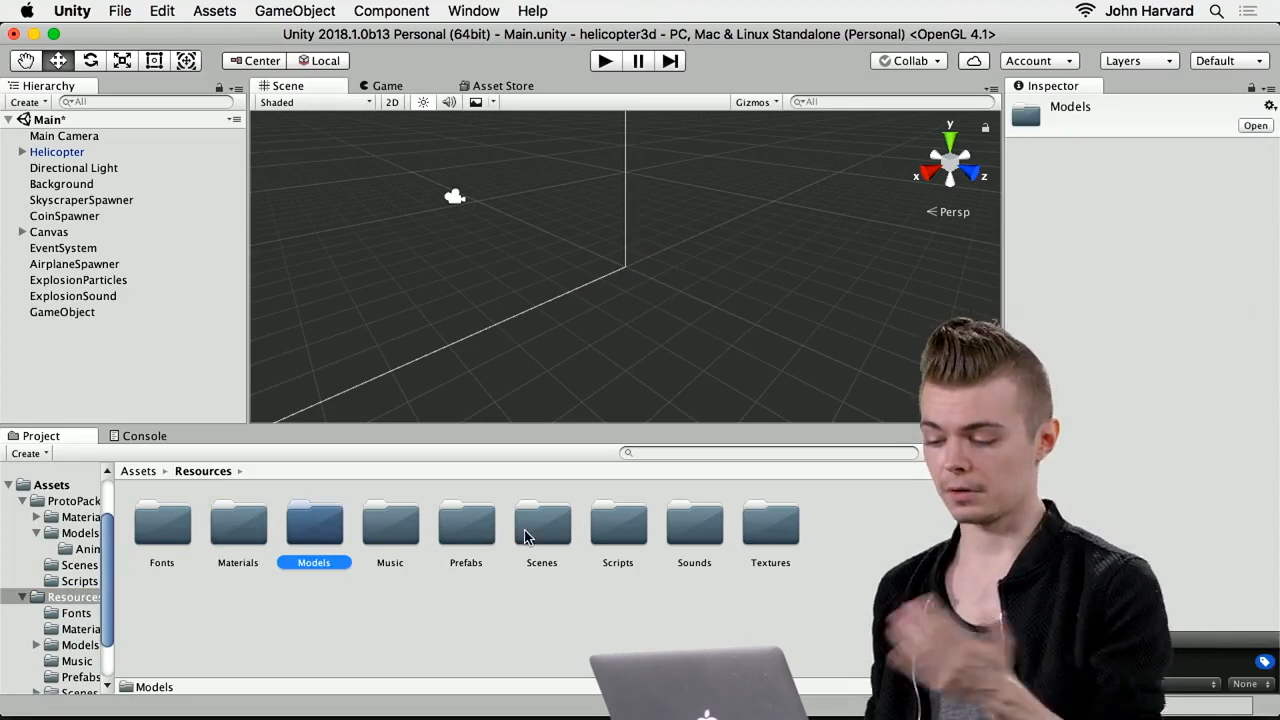 Unity File Edit Assets GameObject Component Window Help John Harvard
Unity 2018.1.0b13 Personal (64bit) - Main.unity - helicopter3d - PC, Mac & Linux Standalone (Personal) <OpenGL 4.1>
Center Local Collab Account Layers Default
Hierarchy Scene Game Asset Store Inspector
Create All Shaded 2D Gizmos All Models
Open
Main*
Main Camera
Helicopter
Directional Light
Background
SkyscraperSpawner
CoinSpawner
Canvas
EventSystem
AirplaneSpawner
ExplosionParticles
ExplosionSound
GameObject
y
x z
Persp
Project Console
Create
Assets Assets Resources
ProtoPack
Materia
Models
Anin
Scenes
Scripts
Resources
Fonts
Materia
Models
Music
Prefabs
Scenes
Fonts Materials Models Music Prefabs Scenes Scripts Sounds Textures
Models
None